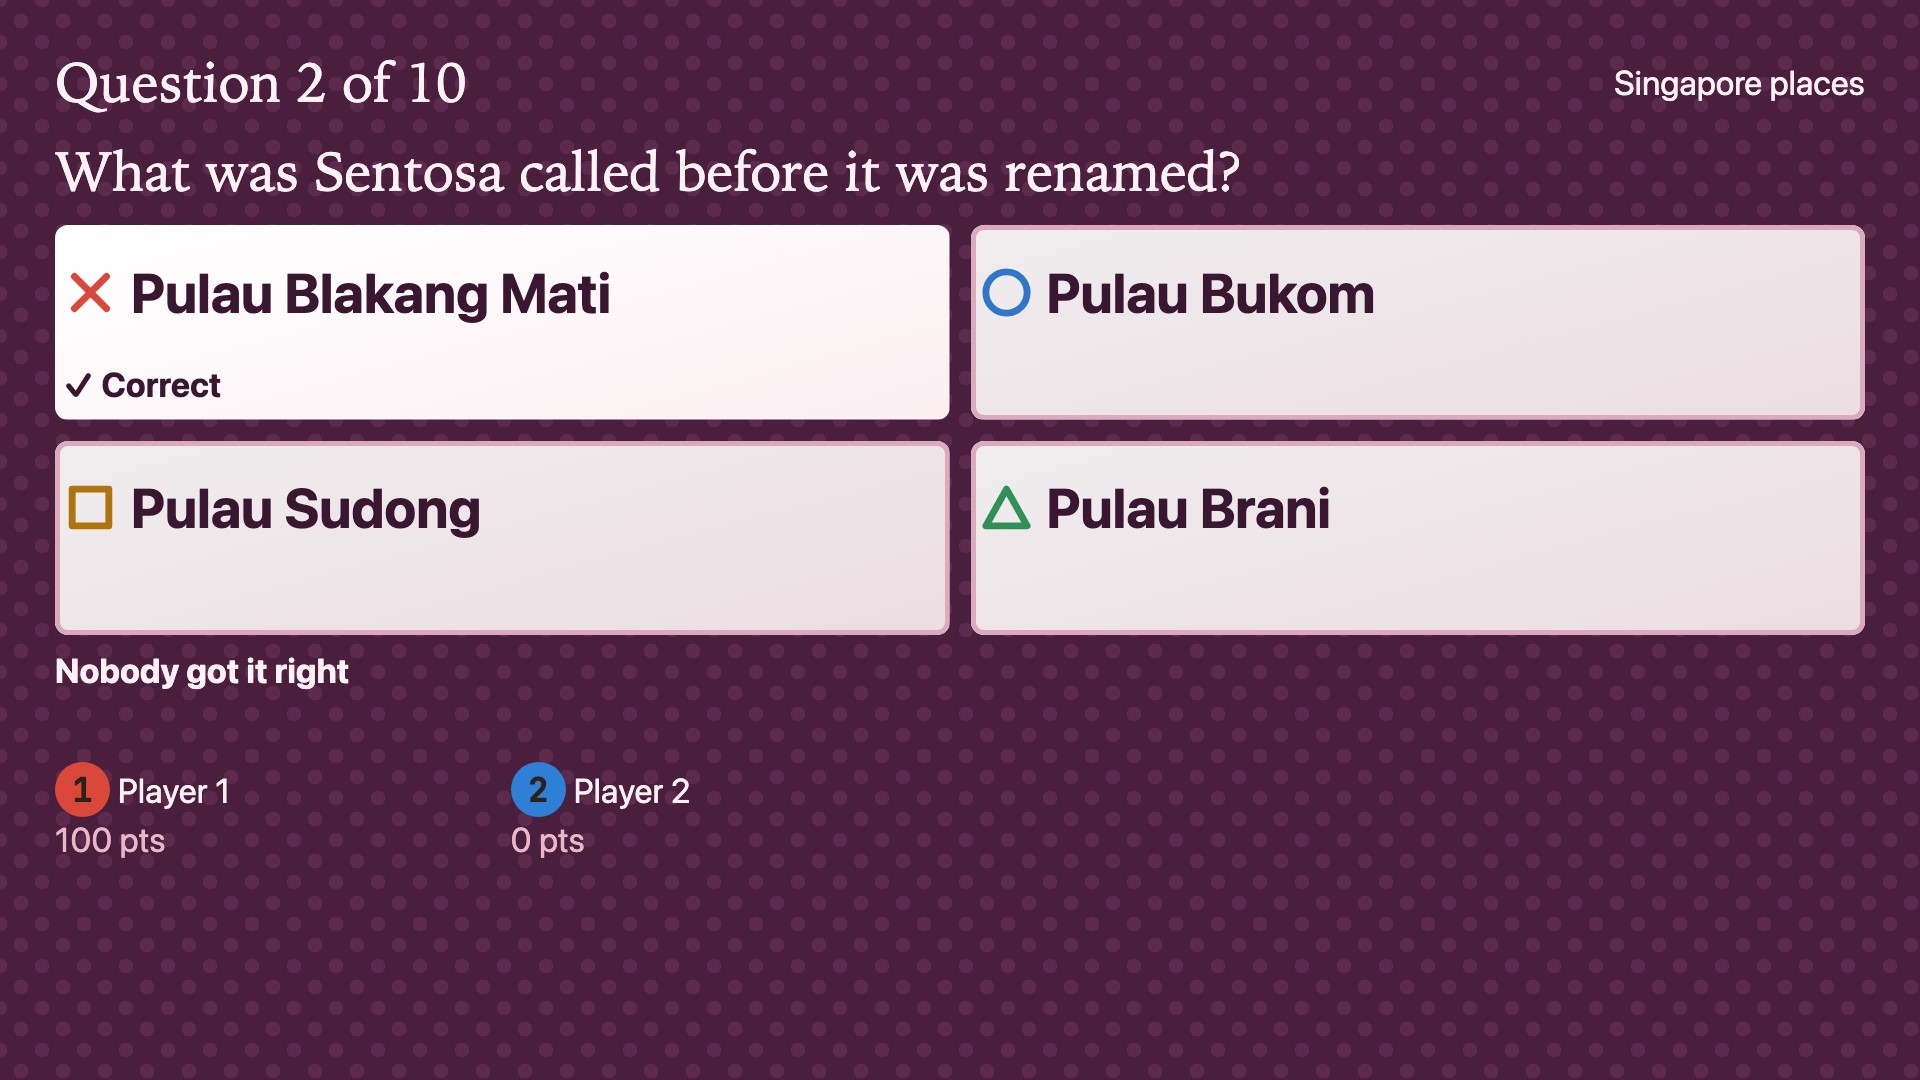 Question 2 of 10
Singapore places
What was Sentosa called before it was renamed?
Pulau Blakang Mati
✓ Correct
Pulau Bukom
Pulau Sudong
Pulau Brani
Nobody got it right
1 Player 1
100 pts
2 Player 2
0 pts